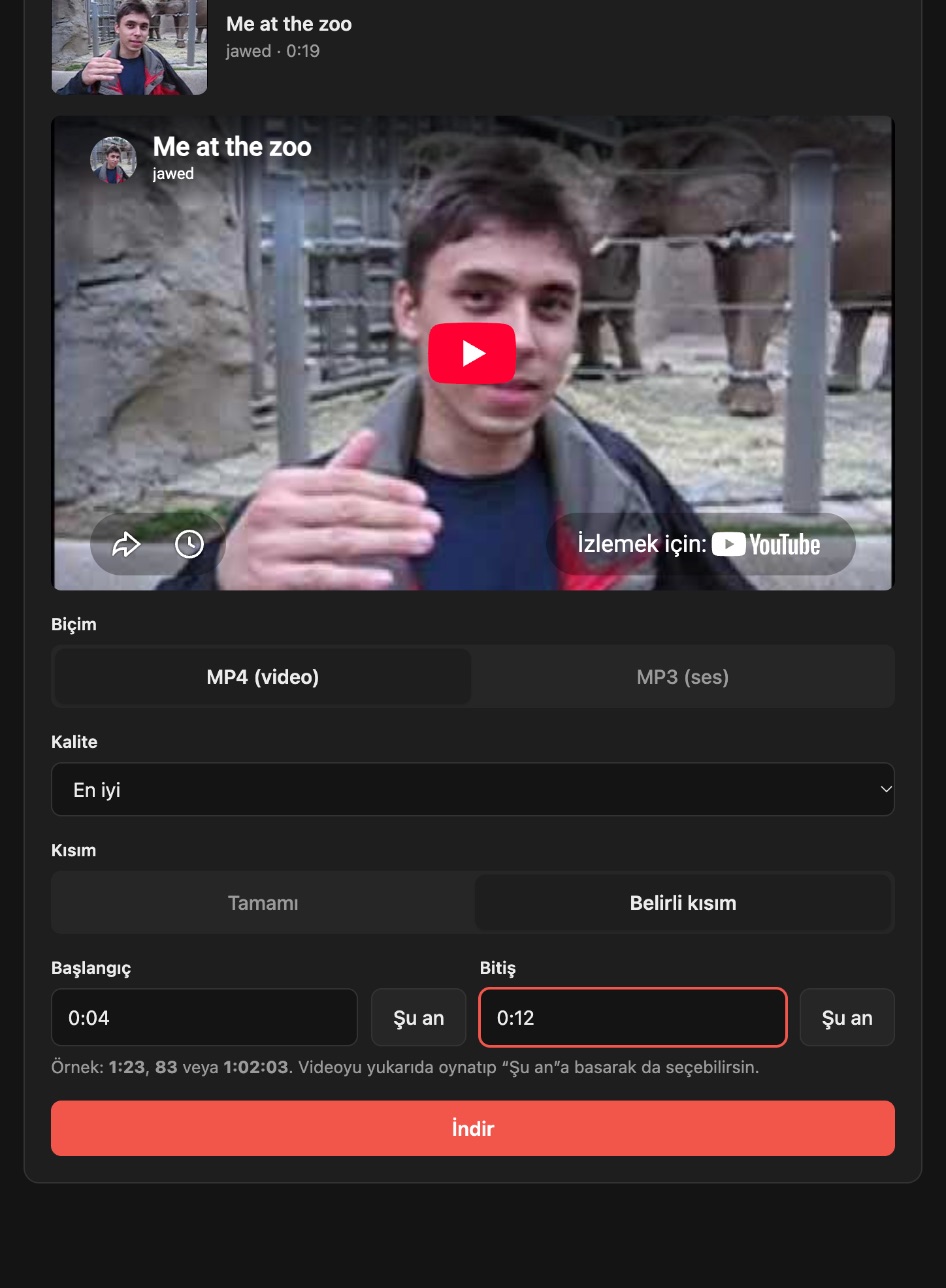 Me at the zoo
jawed · 0:19
Me at the zoo
jawed
İzlemek için: YouTube
Biçim
MP4 (video)
MP3 (ses)
Kalite
En iyi
Kısım
Tamamı
Belirli kısım
Başlangıç
Bitiş
0:04
Şu an
0:12
Şu an
Örnek: 1:23, 83 veya 1:02:03. Videoyu yukarıda oynatıp “Şu an”a basarak da seçebilirsin.
İndir